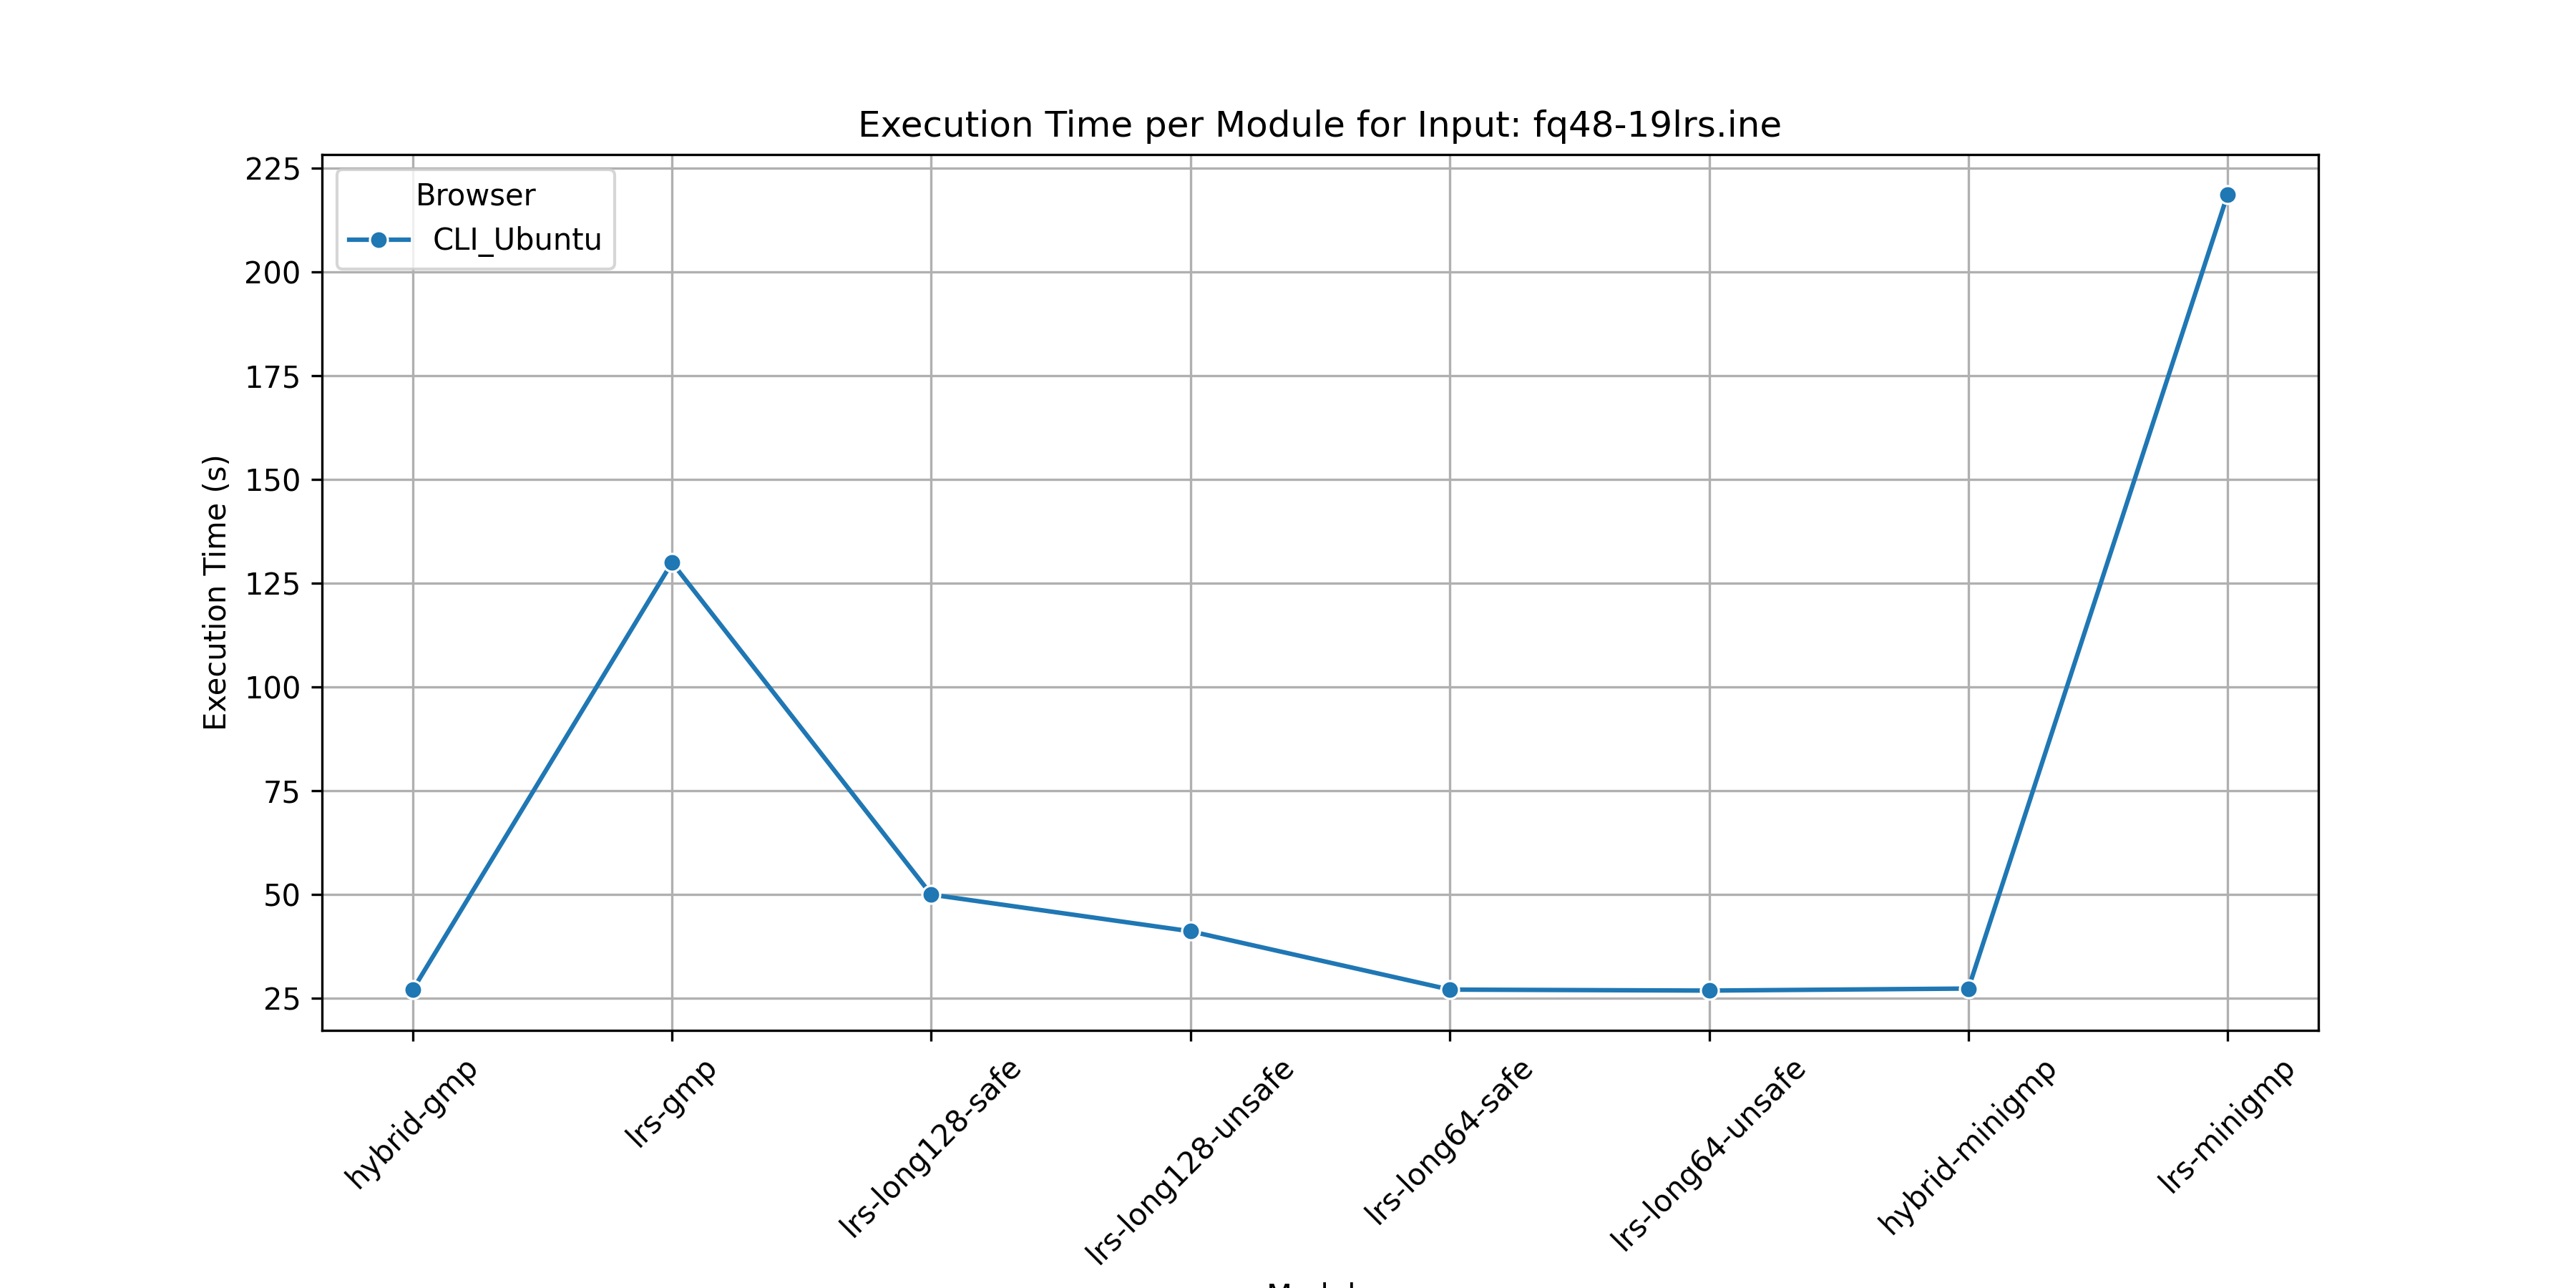 Execution Time per Module for Input: fq48-19lrs.ine
Browser
CLI_Ubuntu
Execution Time (s)
225
200
175
150
125
100
75
50
25
hybrid-gmp
lrs-gmp
lrs-long128-safe
lrs-long128-unsafe
lrs-long64-safe
lrs-long64-unsafe
hybrid-minigmp
lrs-minigmp